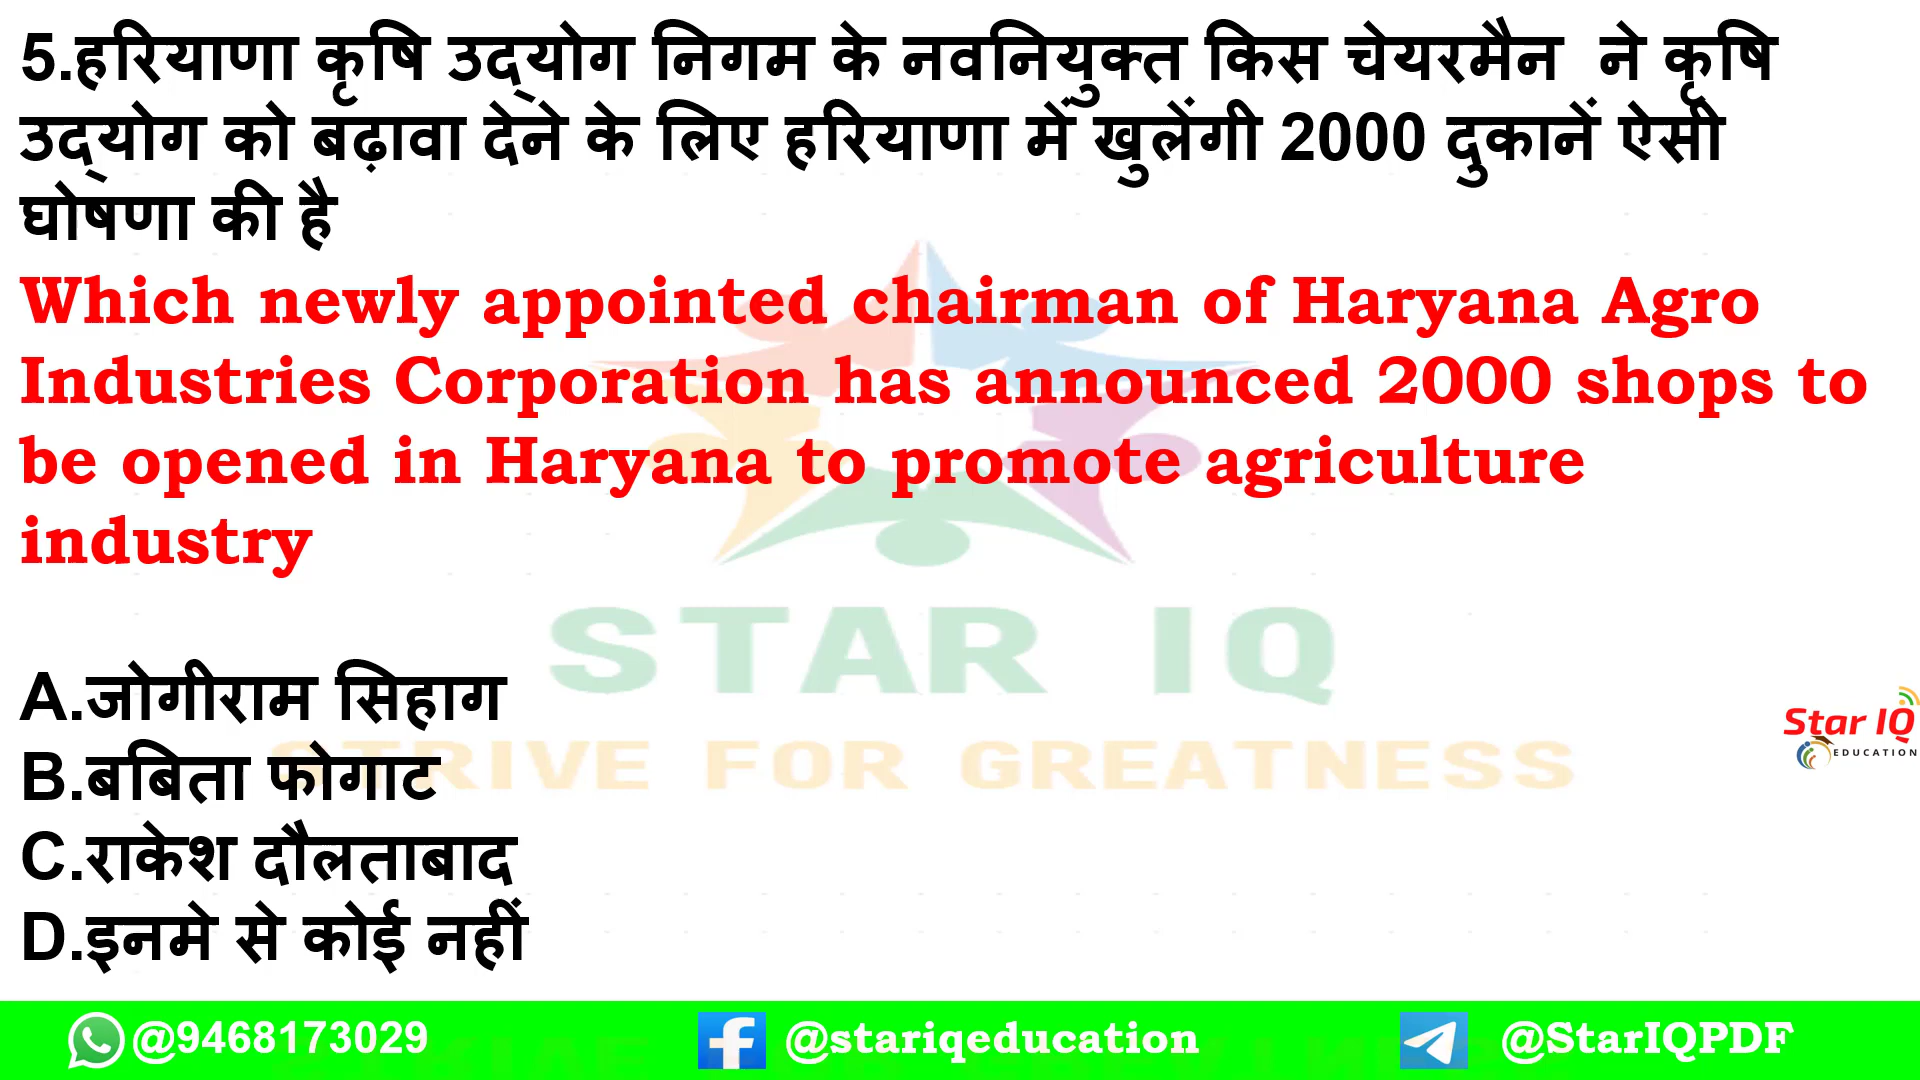 5.हरियाणा कृषि उद्योग निगम के नवनियुक्त किस चेयरमैन ने कृषि
उद्योग को बढ़ावा देने के लिए हरियाणा में खुलेंगी 2000 दुकानें ऐसी
घोषणा की है
Which newly appointed chairman of Haryana Agro
Industries Corporation has announced 2000 shops to
be opened in Haryana to promote agriculture
industry
STAR IQ
STRIVE FOR GREATNESS
A.जोगीराम सिहाग
B.बबिता फोगाट
C.राकेश दौलताबाद
D.इनमे से कोई नहीं
Star IQ
EDUCATION
@9468173029
@stariqeducation
@StarIQPDF